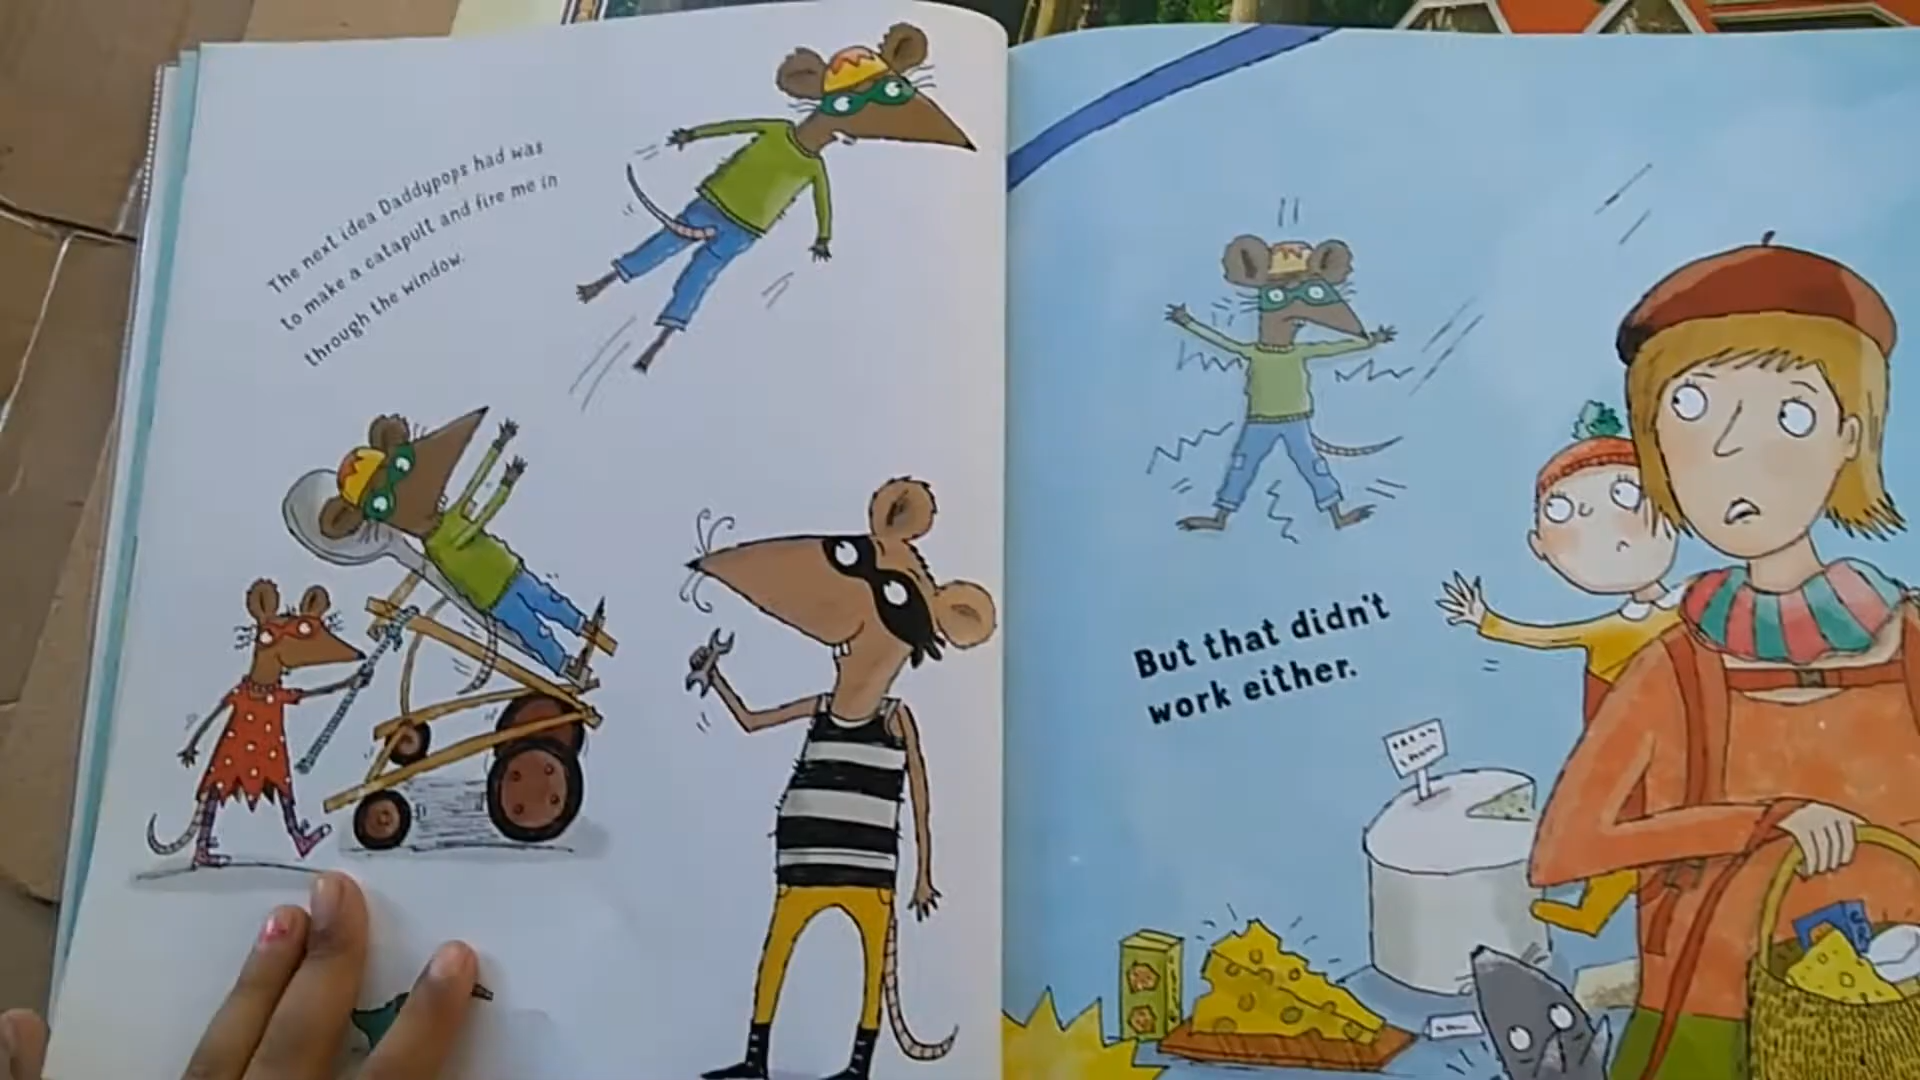 The next idea Daddypops had was
to make a catapult and fire me in
through the window.
But that didn't
work either.